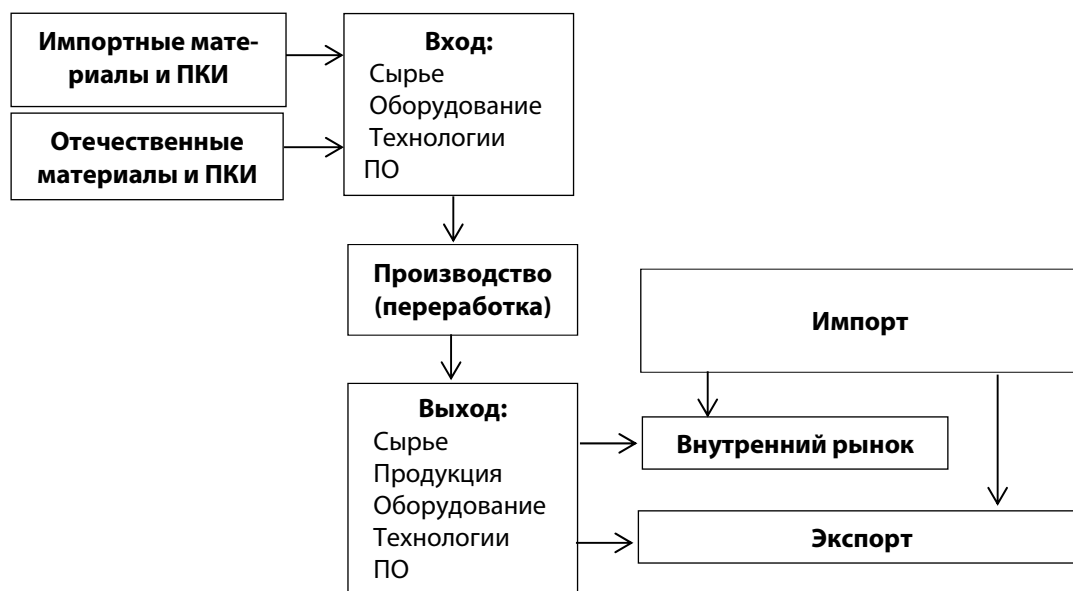 Импортные мате-
риалы и ПКИ
Отечественные
материалы и ПКИ
Вход:
Сырье
Оборудование
Технологии
ПО
Производство
(переработка)
Импорт
Выход:
Сырье
Продукция
Оборудование
Технологии
ПО
Внутренний рынок
Экспорт